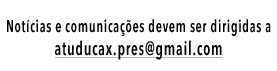 Notícias e comunicações devem ser dirigidas a
atuducax.pres@gmail.com